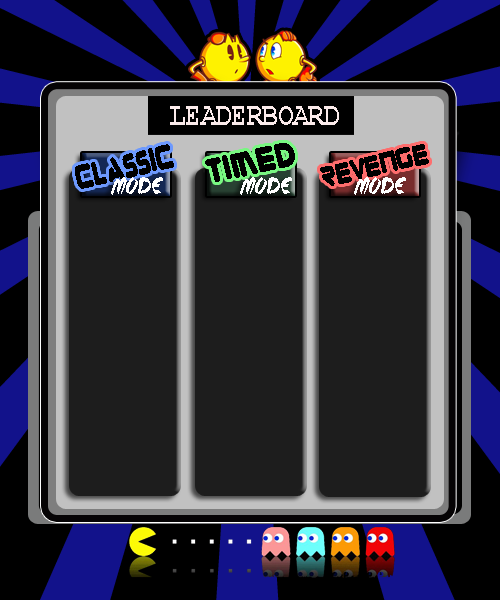 LEADERBOARD
CLASSIC
MODE
TIMED
MODE
REVENGE
MODE